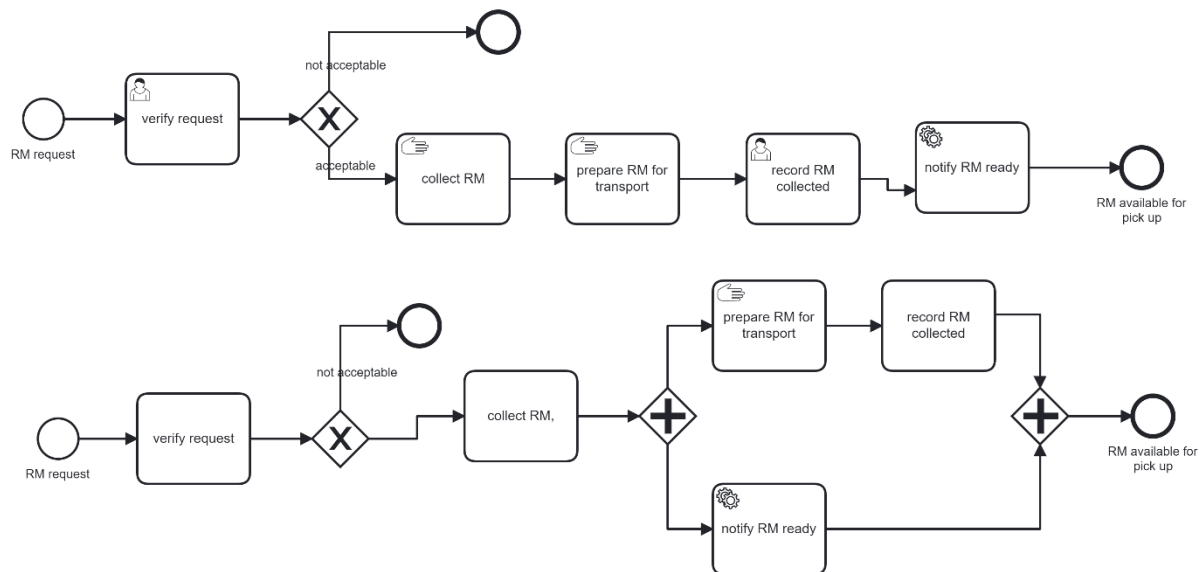 not acceptable
verify request
RM request
acceptable
collect RM
prepare RM for
transport
record RM
collected
notify RM ready
RM available for
pick up
prepare RM for
transport
record RM
collected
not acceptable
verify request
RM request
collect RM,
RM available for
pick up
notify RM ready